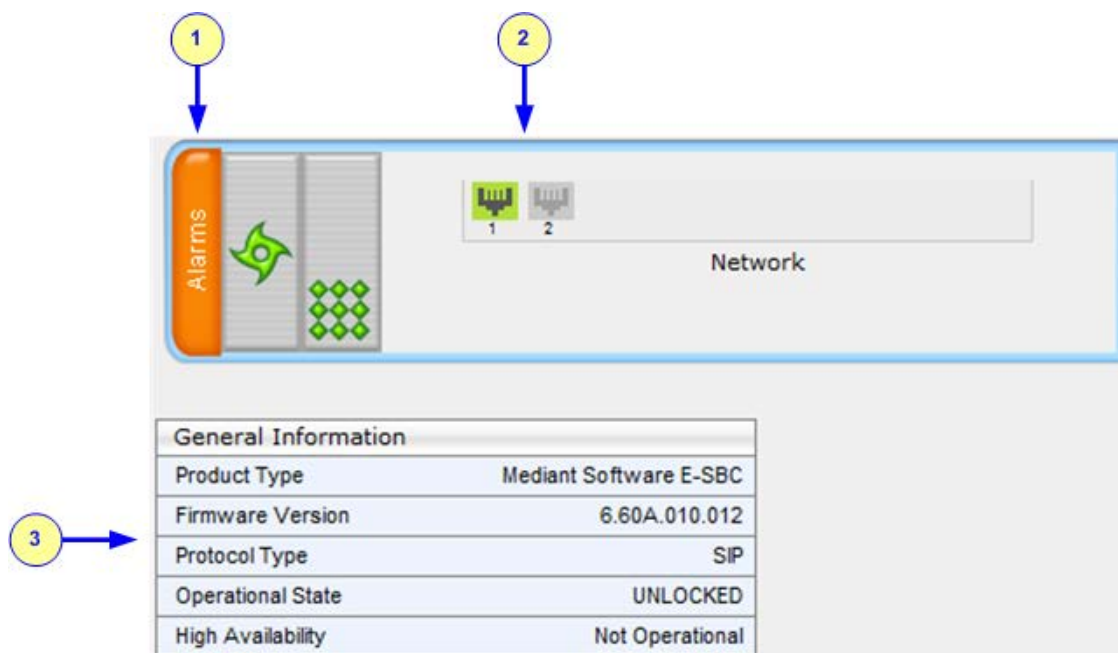 1
2
Alarms
1 2
Network
General Information
Product Type Mediant Software E-SBC
Firmware Version 6.60A.010.012
3
Protocol Type SIP
Operational State UNLOCKED
High Availability Not Operational